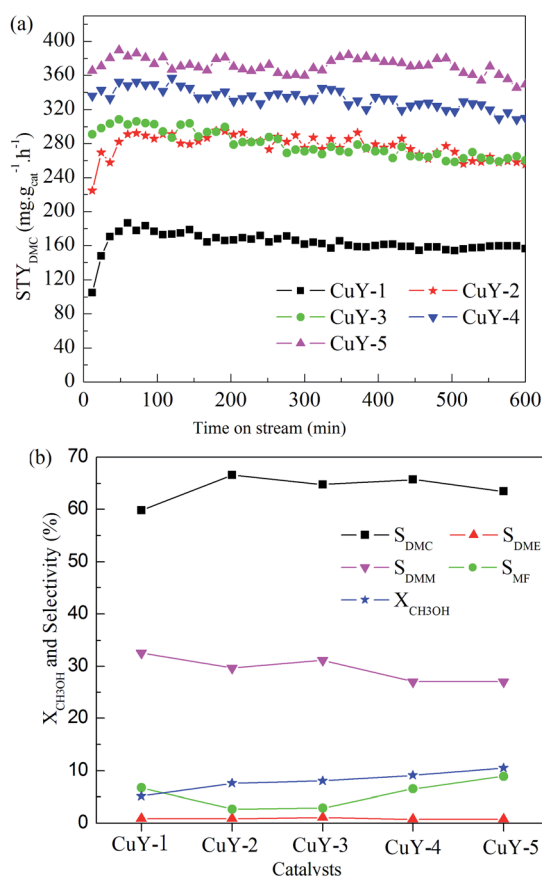 (a)
400
360
320
280
240
200
160
120
80
40
0
STY_DMC (mg.g_cat^-1.h^-1)
CuY-1 CuY-2
CuY-3 CuY-4
CuY-5
0 100 200 300 400 500 600
Time on stream (min)
(b)
70
60
50
40
30
20
10
0
X_CH3OH and Selectivity (%)
S_DMC S_DME
S_DMM S_MF
X_CH3OH
CuY-1 CuY-2 CuY-3 CuY-4 CuY-5
Catalysts